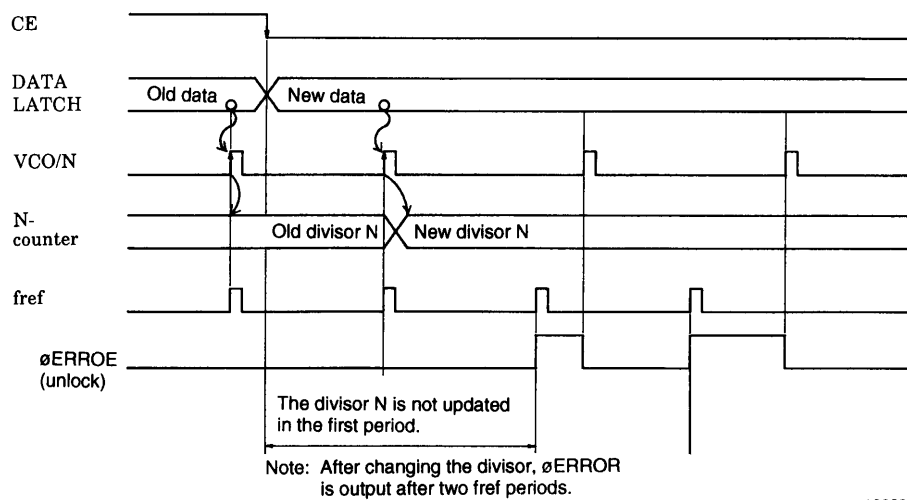 CE
DATA
LATCH
Old data
New data
VCO/N
N-
counter
Old divisor N
New divisor N
fref
øERROE
(unlock)
The divisor N is not updated
in the first period.
Note: After changing the divisor, øERROR
is output after two fref periods.